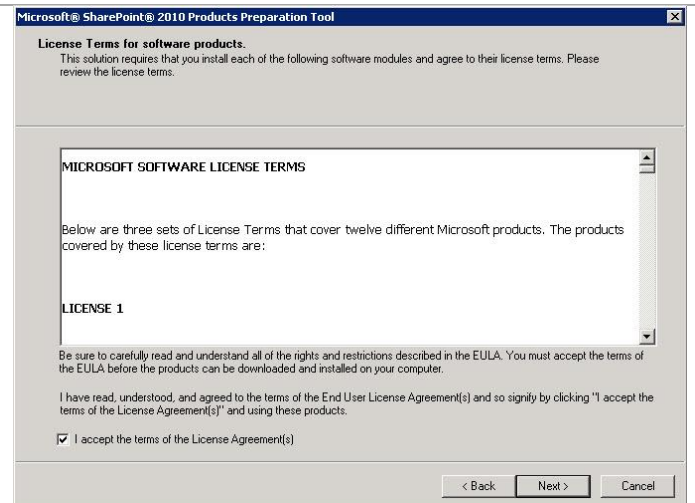 Microsoft® SharePoint® 2010 Products Preparation Tool
License Terms for software products.
This solution requires that you install each of the following software modules and agree to their license terms. Please
review the license terms.
MICROSOFT SOFTWARE LICENSE TERMS
Below are three sets of License Terms that cover twelve different Microsoft products. The products
covered by these license terms are:
LICENSE 1
Be sure to carefully read and understand all of the rights and restrictions described in the EULA. You must accept the terms of
the EULA before the products can be downloaded and installed on your computer.
I have read, understood, and agreed to the terms of the End User License Agreement(s) and so signify by clicking "I accept the
terms of the License Agreement(s)" and using these products.
I accept the terms of the License Agreement(s)
< Back Next > Cancel